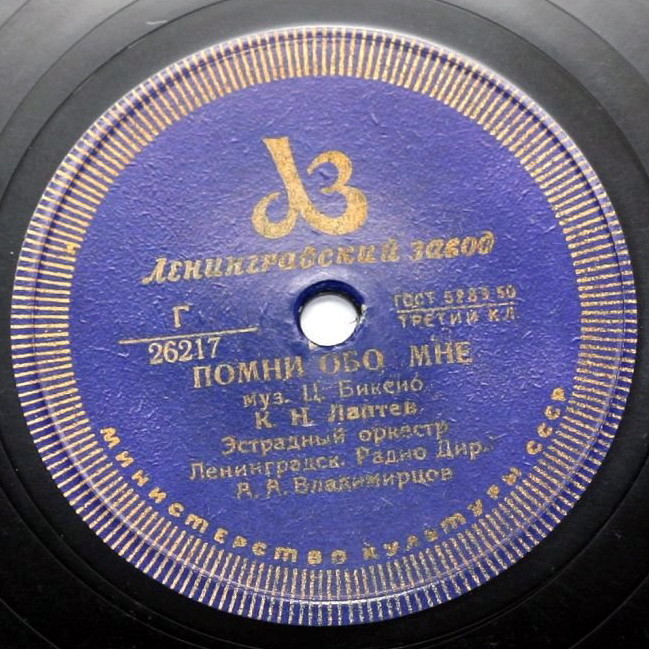 ЛЗ
Ленинградский завод
Г
26217
ГОСТ 5289-50
ТРЕТИЙ КЛ.
ПОМНИ ОБО МНЕ
муз. Ц. Биксио
К. Н. Лаптев
Эстрадный оркестр
Ленинградск. Радио Дир.
А. А. Владимирцов
МИНИСТЕРСТВО КУЛЬТУРЫ СССР